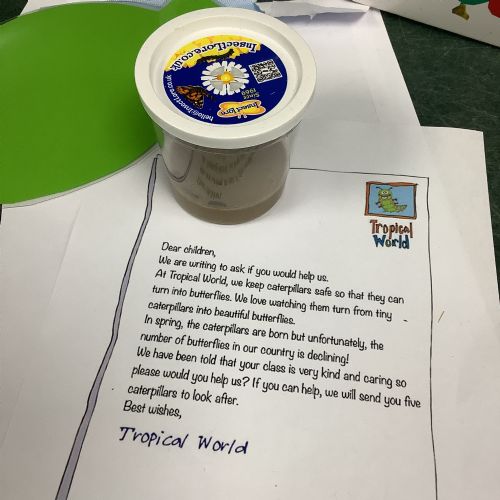 InsectLore.co.uk
hello@insectlore
Since 1969
Insect Lore
Tropical
World
Dear children,
We are writing to ask if you would help us.
At Tropical World, we keep caterpillars safe so that they can
turn into butterflies. We love watching them turn from tiny
caterpillars into beautiful butterflies.
In spring, the caterpillars are born but unfortunately, the
number of butterflies in our country is declining!
We have been told that your class is very kind and caring so
please would you help us? If you can help, we will send you five
caterpillars to look after.
Best wishes,
Tropical World